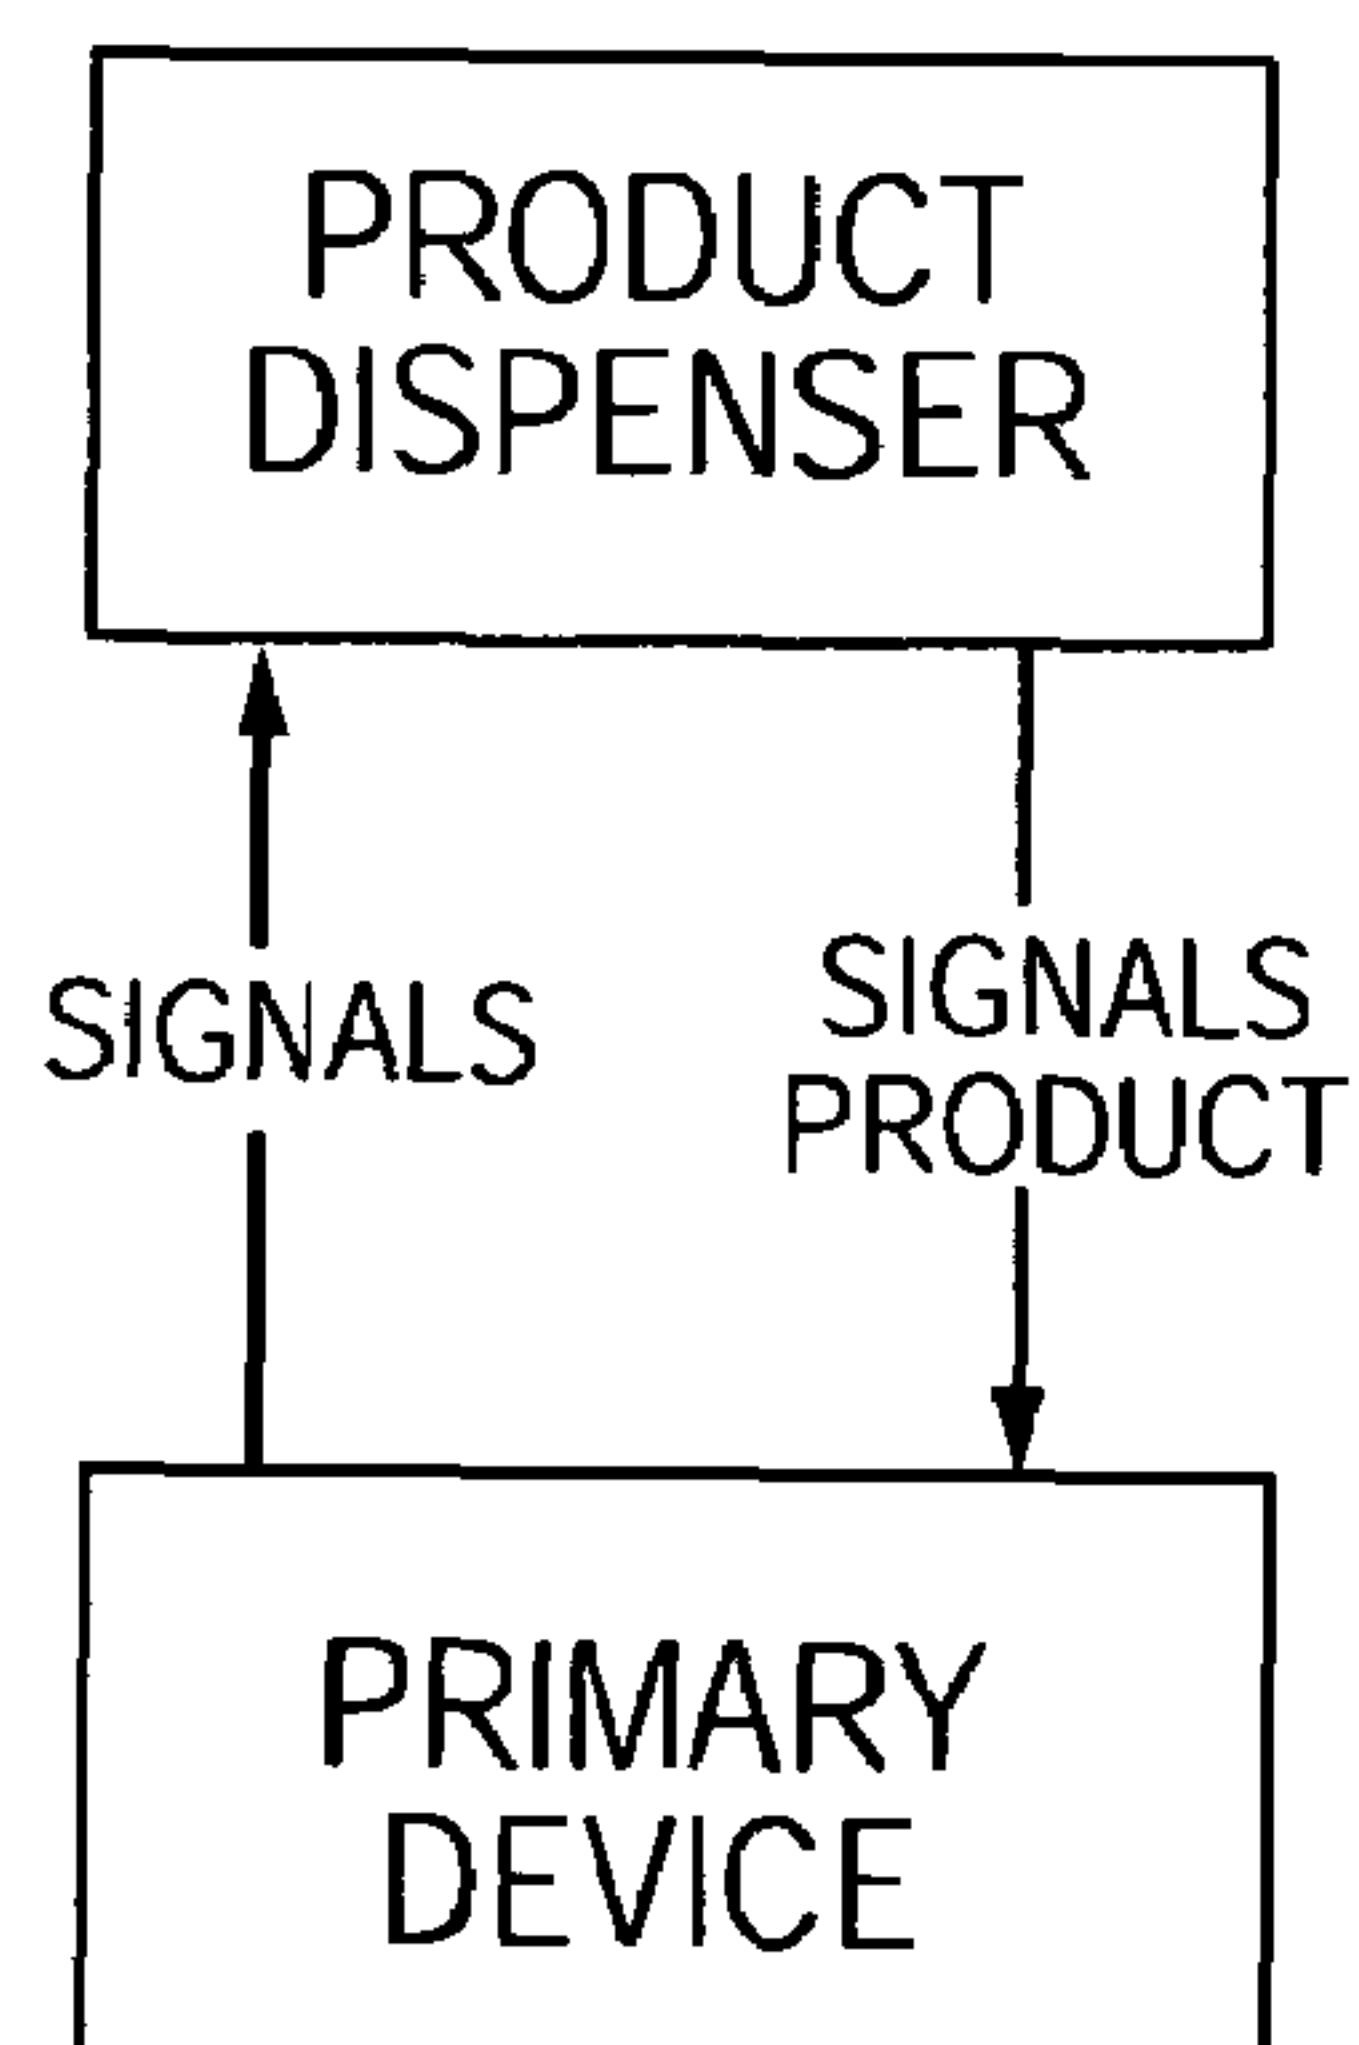 PRODUCT
DISPENSER
SIGNALS
SIGNALS
PRODUCT
PRIMARY
DEVICE